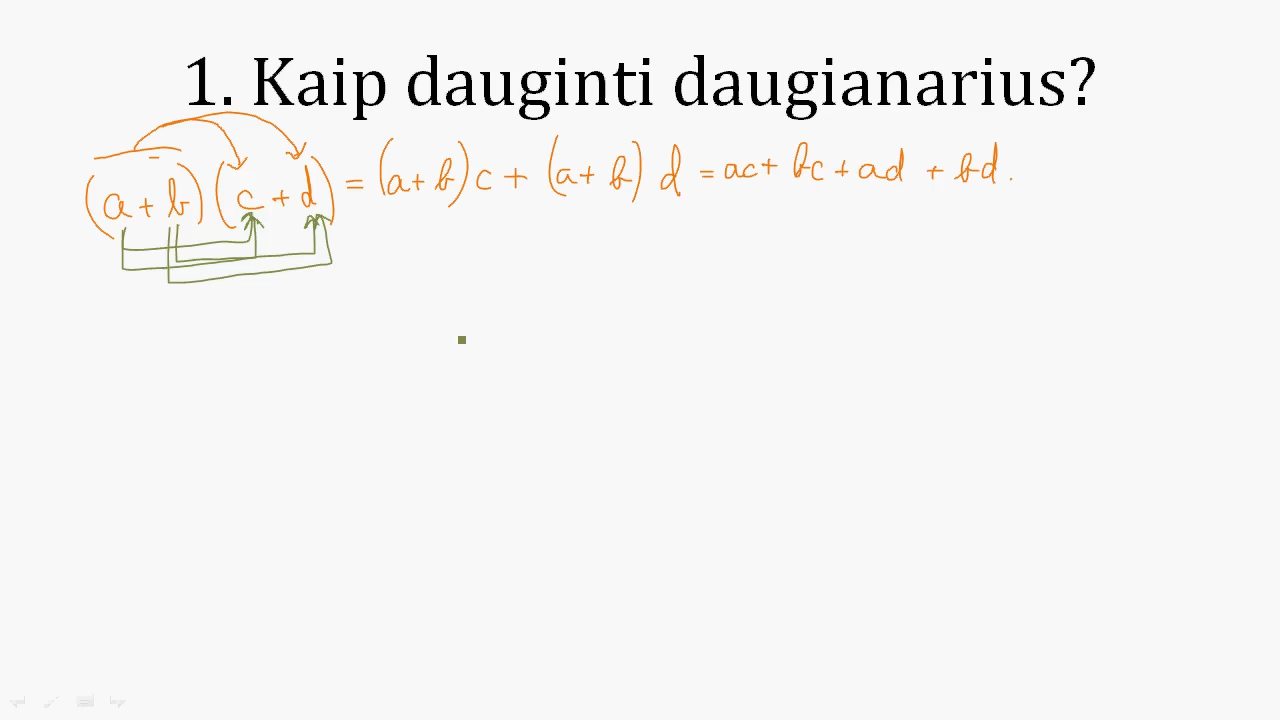 1. Kaip dauginti daugianarius?
(a + b)(c + d) = (a + b)c + (a + b)d = ac + bc + ad + bd.